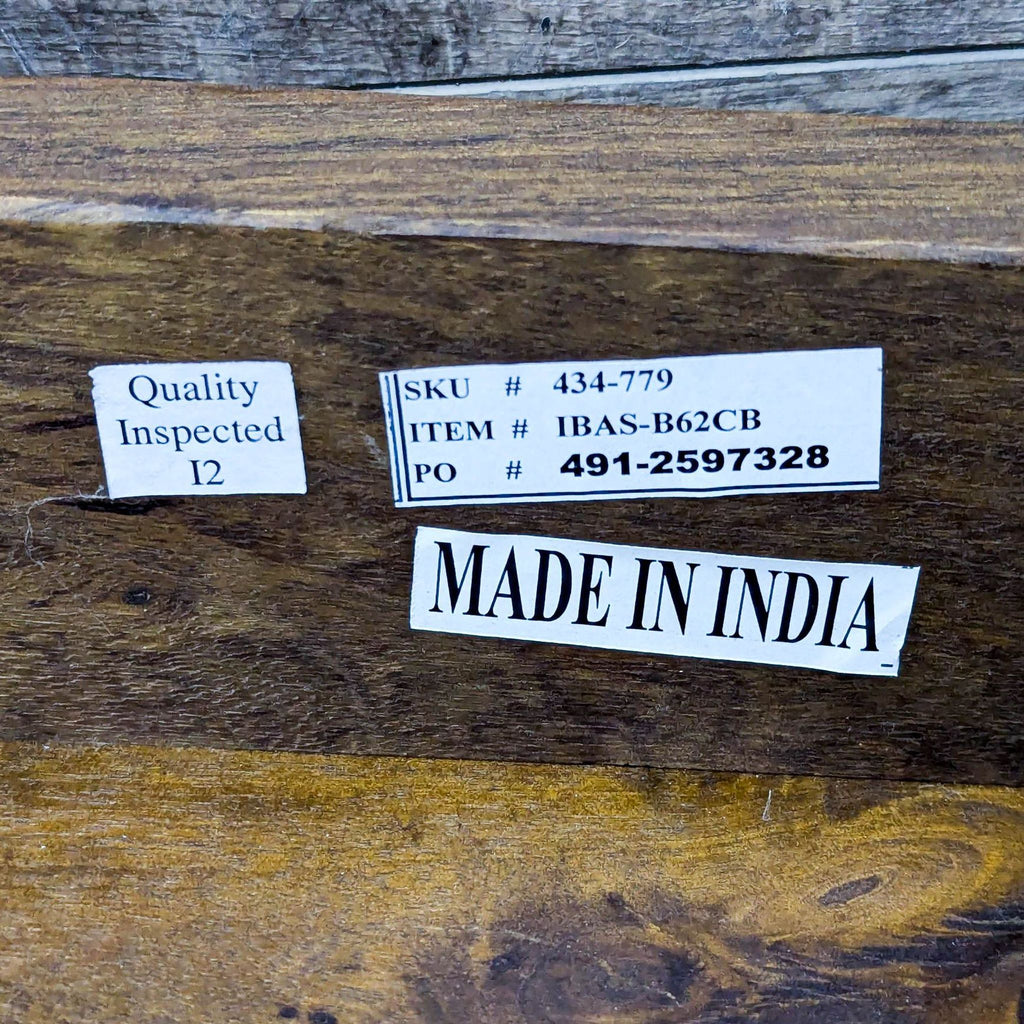 Quality
Inspected
I2
SKU # 434-779
ITEM # IBAS-B62CB
PO # 491-2597328
MADE IN INDIA